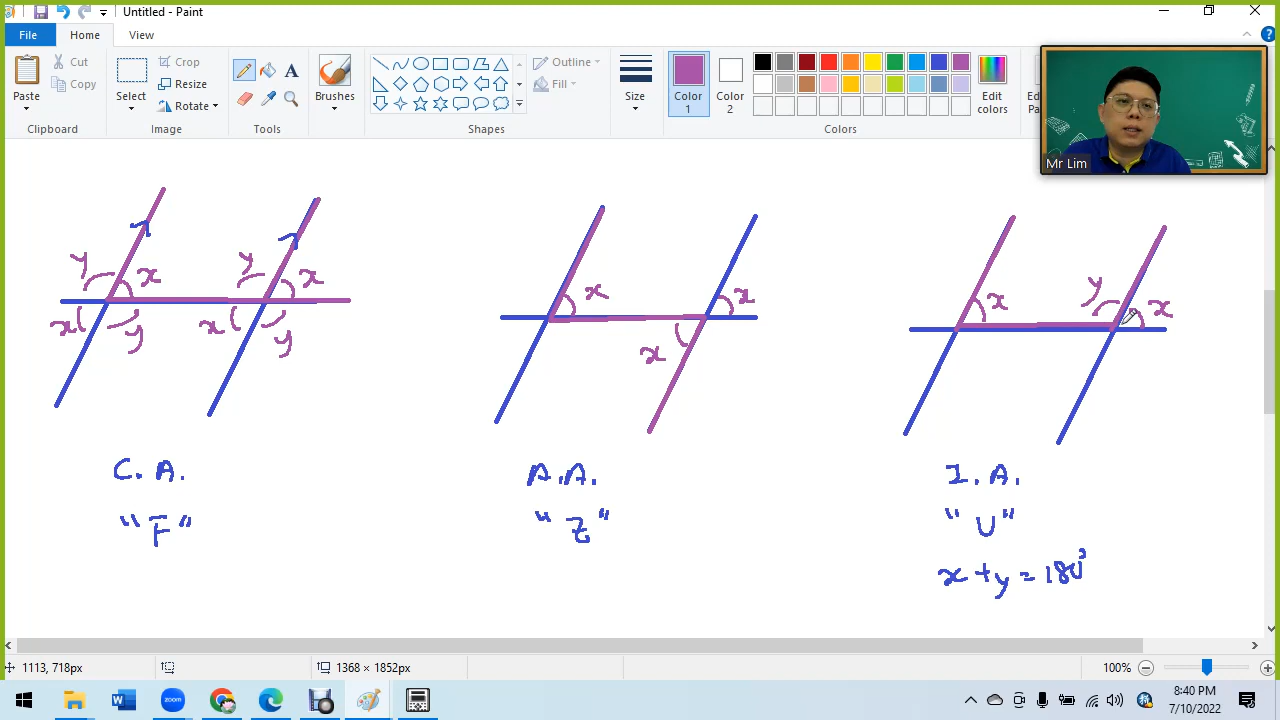 Untitled - Paint
File Home View
Paste
Cut
Copy
Clipboard
Select
Crop
Resize
Rotate
Image
Tools
Brushes
Shapes
Outline
Fill
Size
Color 1
Color 2
Colors
Edit colors
Mr Lim
y x y x
x y x y
C.A.
"F"
x x
x
A.A.
"Z"
x y x
I.A.
"U"
x + y = 180°
1113, 718px
1368 × 1852px
100%
8:40 PM
7/10/2022
zoom